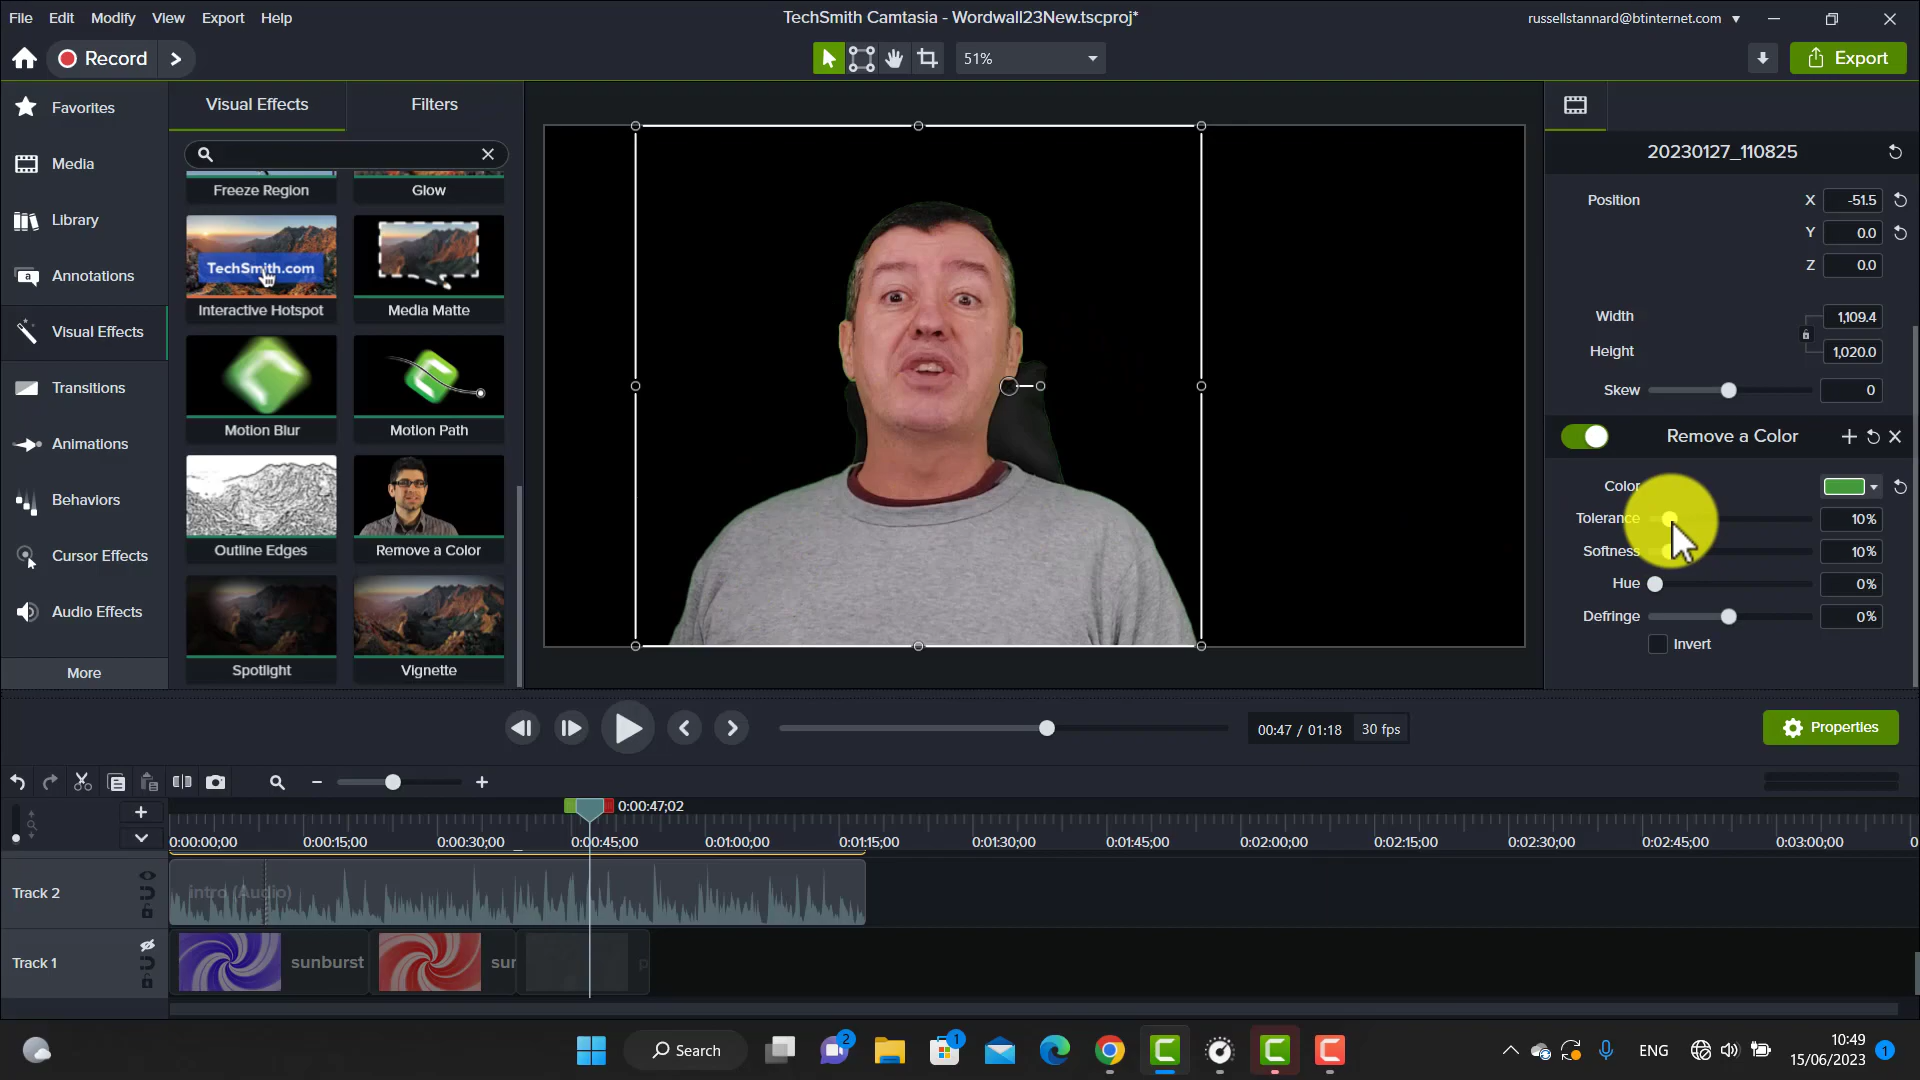 File Edit Modify View Export Help
TechSmith Camtasia - Wordwall23New.tscproj*
russellstannard@btinternet.com
Record
51%
Export
Favorites
Media
Library
Annotations
Visual Effects
Transitions
Animations
Behaviors
Cursor Effects
Audio Effects
More
Visual Effects Filters
Freeze Region Glow
TechSmith.com
Interactive Hotspot Media Matte
Motion Blur Motion Path
Outline Edges Remove a Color
Spotlight Vignette
20230127_110825
Position X -51.5
Y 0.0
Z 0.0
Width 1,109.4
Height 1,020.0
Skew 0
Remove a Color
Color
Tolerance 10%
Softness 10%
Hue 0%
Defringe 0%
Invert
00:47 / 01:18 30 fps
Properties
0:00:47;02
0:00:00;00 0:00:15;00 0:00:30;00 0:00:45;00 0:01:00;00 0:01:15;00 0:01:30;00 0:01:45;00 0:02:00;00 0:02:15;00 0:02:30;00 0:02:45;00 0:03:00;00 0
Track 2
intro (Audio)
Track 1
sunburst sur p
Search
2
1
ENG
10:49
15/06/2023
1